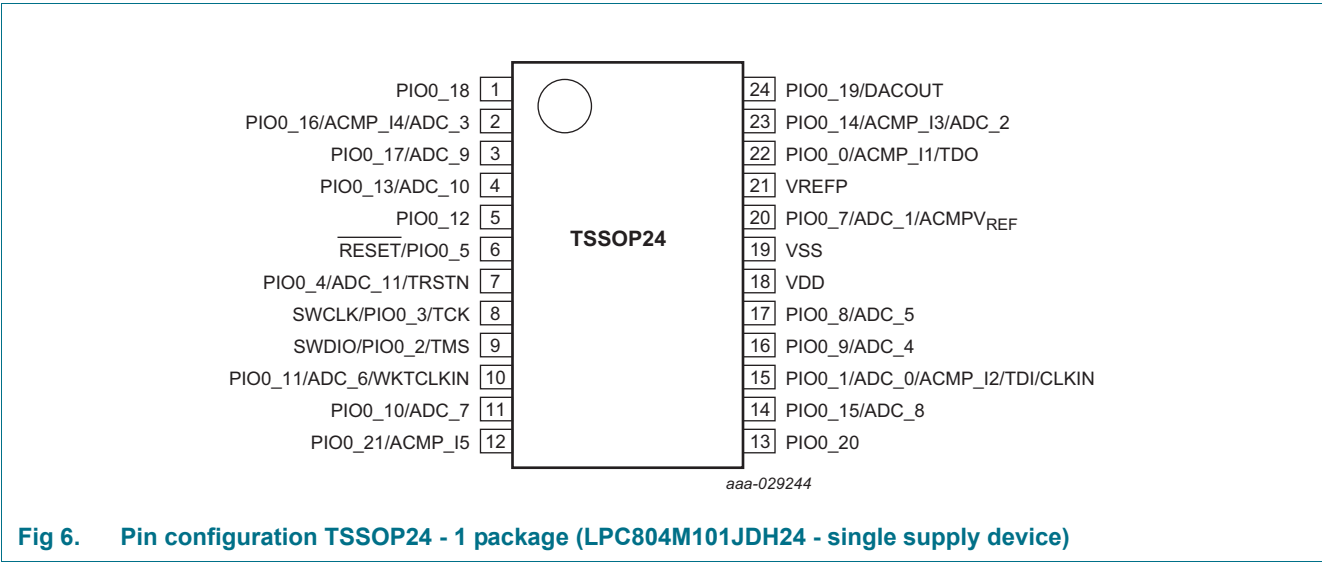 PIO0_18 1
PIO0_16/ACMP_I4/ADC_3 2
PIO0_17/ADC_9 3
PIO0_13/ADC_10 4
PIO0_12 5
RESET/PIO0_5 6
PIO0_4/ADC_11/TRSTN 7
SWCLK/PIO0_3/TCK 8
SWDIO/PIO0_2/TMS 9
PIO0_11/ADC_6/WKTCLKIN 10
PIO0_10/ADC_7 11
PIO0_21/ACMP_I5 12
TSSOP24
24 PIO0_19/DACOUT
23 PIO0_14/ACMP_I3/ADC_2
22 PIO0_0/ACMP_I1/TDO
21 VREFP
20 PIO0_7/ADC_1/ACMPVREF
19 VSS
18 VDD
17 PIO0_8/ADC_5
16 PIO0_9/ADC_4
15 PIO0_1/ADC_0/ACMP_I2/TDI/CLKIN
14 PIO0_15/ADC_8
13 PIO0_20
aaa-029244
Fig 6. Pin configuration TSSOP24 - 1 package (LPC804M101JDH24 - single supply device)